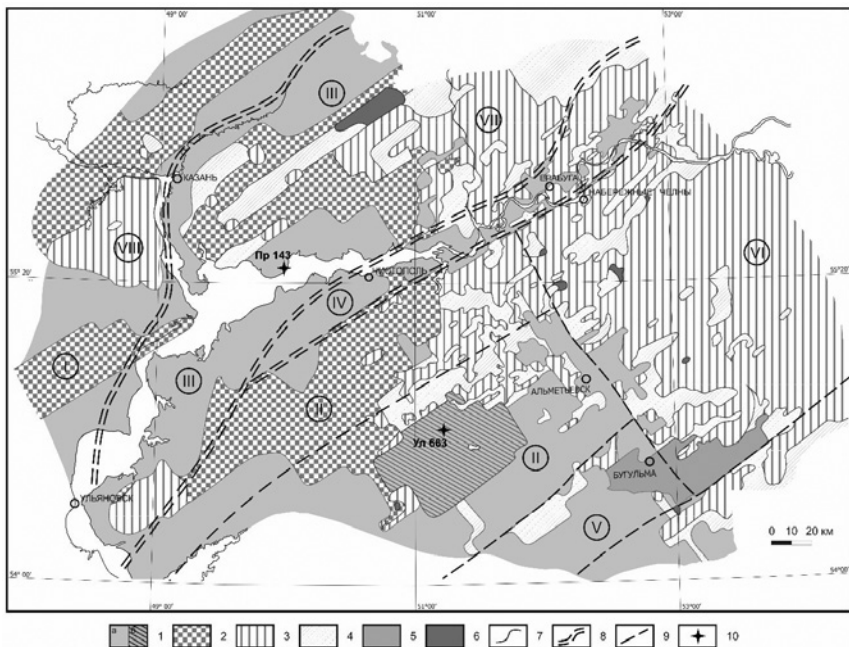 49° 00'
51° 00'
53° 00'
III
VII
КАЗАНЬ
ЕЛАБУГА
НАБЕРЕЖНЫЕ ЧЕЛНЫ
VIII
VI
Пр 143
55° 20'
ЧИСТОПОЛЬ
55° 20'
IV
I
III
АЛЬМЕТЬЕВСК
II
Ул 663
II
БУГУЛЬМА
УЛЬЯНОВСК
V
0 10 20 км
54° 00'
54° 00'
49° 00'
51° 00'
53° 00'
а б 1 2 3 4 5 6 7 8 9 10